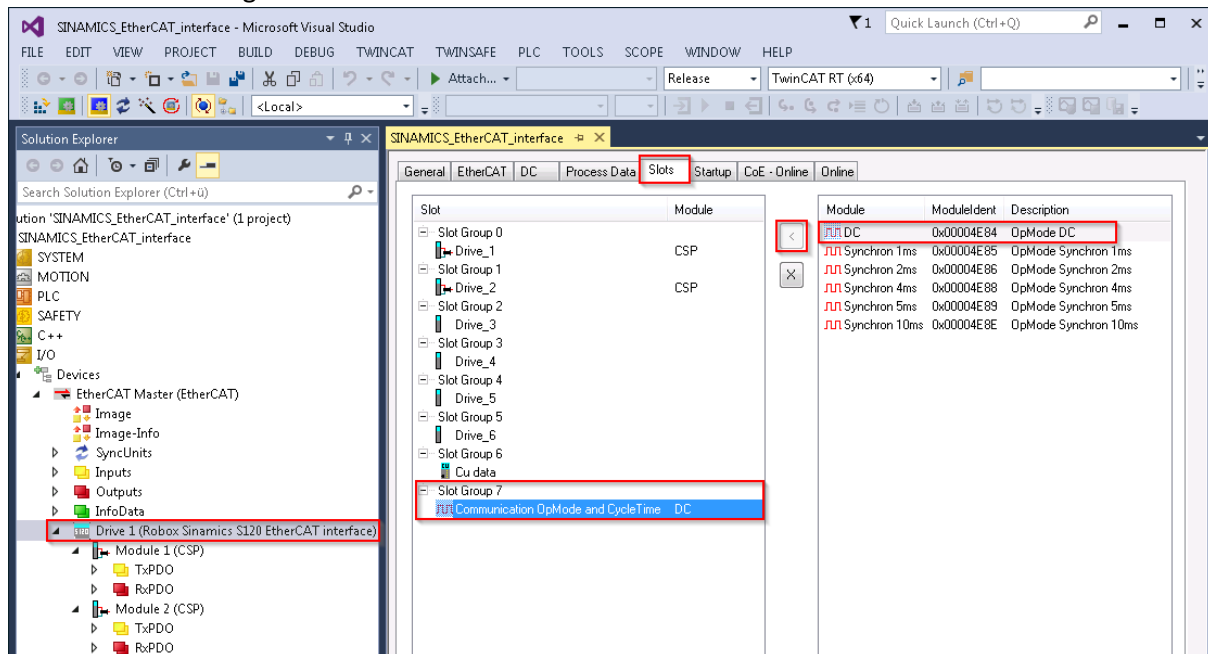 SINAMICS_EtherCAT_interface - Microsoft Visual Studio
1
Quick Launch (Ctrl+Q)
FILE EDIT VIEW PROJECT BUILD DEBUG TWINCAT TWINSAFE PLC TOOLS SCOPE WINDOW HELP
Attach...
Release
TwinCAT RT (x64)
<Local>
Solution Explorer
Search Solution Explorer (Ctrl+ü)
ution 'SINAMICS_EtherCAT_interface' (1 project)
SINAMICS_EtherCAT_interface
SYSTEM
MOTION
PLC
SAFETY
C++
I/O
Devices
EtherCAT Master (EtherCAT)
Image
Image-Info
SyncUnits
Inputs
Outputs
InfoData
Drive 1 (Robox Sinamics S120 EtherCAT interface)
Module 1 (CSP)
TxPDO
RxPDO
Module 2 (CSP)
TxPDO
RxPDO
SINAMICS_EtherCAT_interface
General EtherCAT DC Process Data Slots Startup CoE - Online Online
Slot Module
Slot Group 0
Drive_1 CSP
Slot Group 1
Drive_2 CSP
Slot Group 2
Drive_3
Slot Group 3
Drive_4
Slot Group 4
Drive_5
Slot Group 5
Drive_6
Slot Group 6
Cu data
Slot Group 7
Communication OpMode and CycleTime DC
<
X
Module ModuleIdent Description
DC 0x00004E84 OpMode DC
Synchron 1ms 0x00004E85 OpMode Synchron 1ms
Synchron 2ms 0x00004E86 OpMode Synchron 2ms
Synchron 4ms 0x00004E88 OpMode Synchron 4ms
Synchron 5ms 0x00004E89 OpMode Synchron 5ms
Synchron 10ms 0x00004E8E OpMode Synchron 10ms